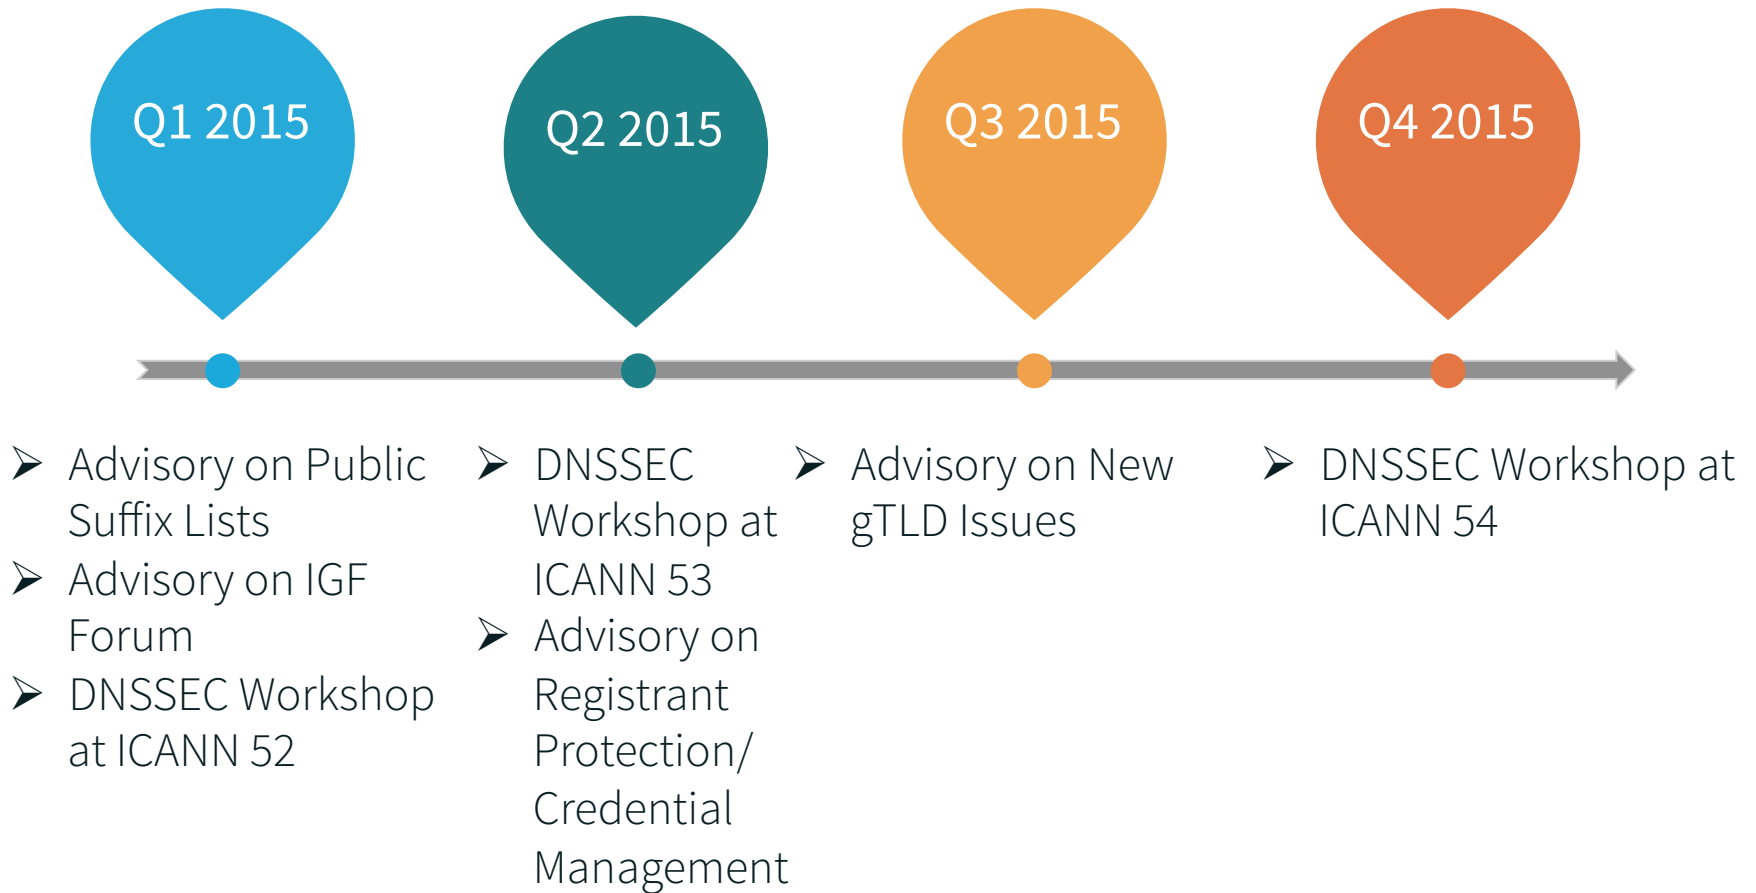 Q1 2015
Q2 2015
Q3 2015
Q4 2015
➢ Advisory on Public
Suffix Lists
➢ Advisory on IGF
Forum
➢ DNSSEC Workshop
at ICANN 52
➢ DNSSEC
Workshop at
ICANN 53
➢ Advisory on
Registrant
Protection/
Credential
Management
➢ Advisory on New
gTLD Issues
➢ DNSSEC Workshop at
ICANN 54